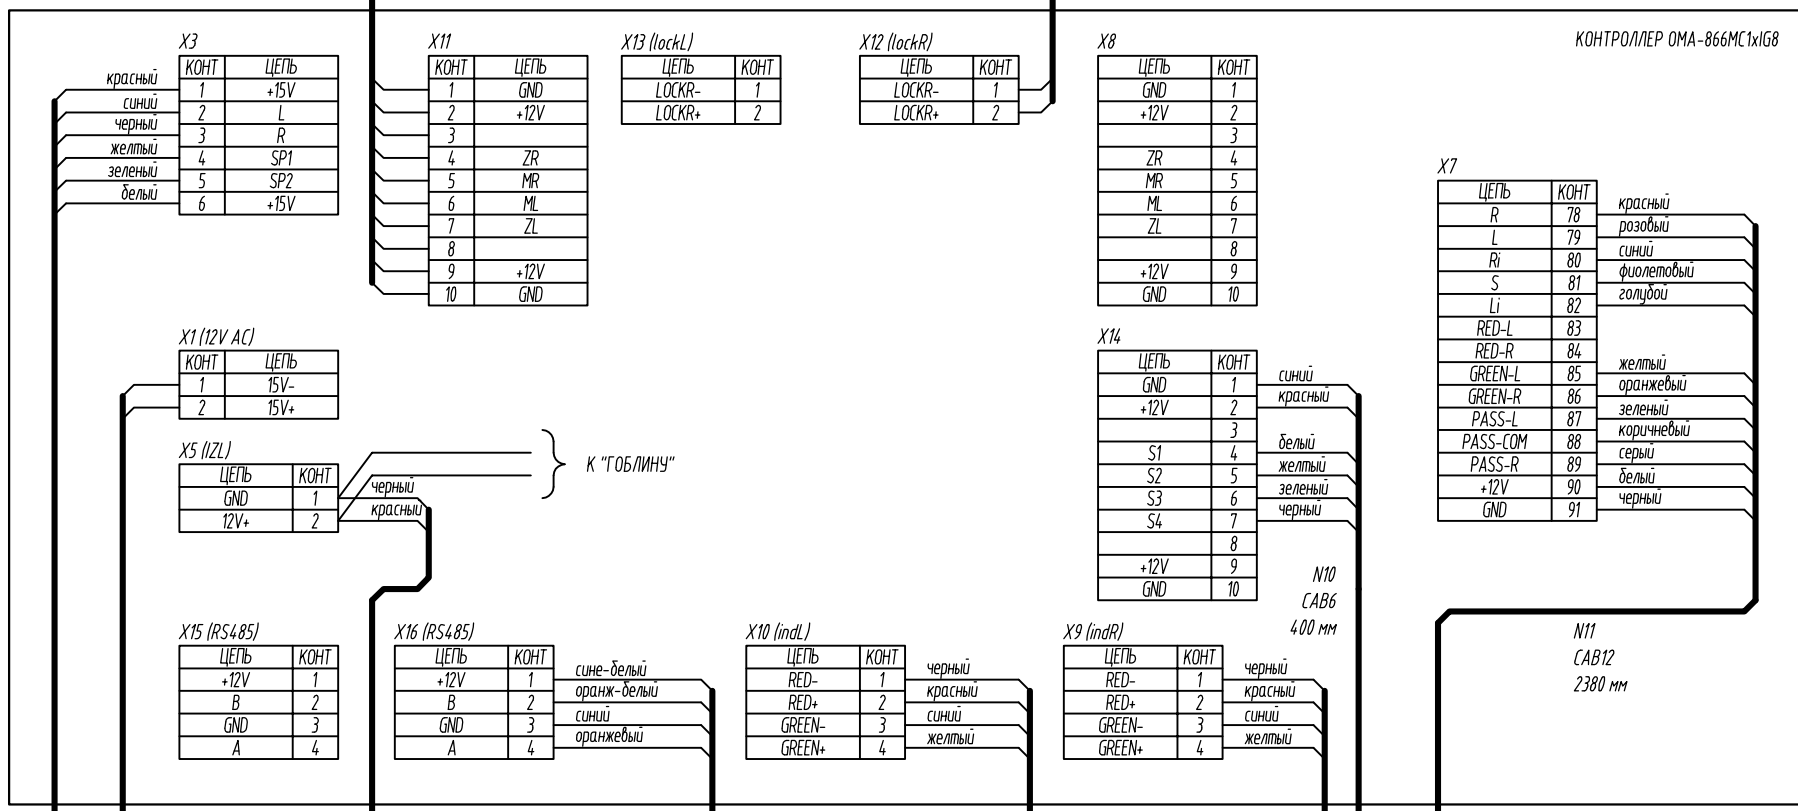 КОНТРОЛЛЕР ОМА-866МС1хIG8
X3
КОНТ ЦЕПЬ
красный 1 +15V
синий 2 L
черный 3 R
желтый 4 SP1
зеленый 5 SP2
белый 6 +15V
X11
КОНТ ЦЕПЬ
1 GND
2 +12V
3
4 ZR
5 MR
6 ML
7 ZL
8
9 +12V
10 GND
X13 (lockL)
ЦЕПЬ КОНТ
LOCKR- 1
LOCKR+ 2
X12 (lockR)
ЦЕПЬ КОНТ
LOCKR- 1
LOCKR+ 2
X8
ЦЕПЬ КОНТ
GND 1
+12V 2
3
ZR 4
MR 5
ML 6
ZL 7
8
+12V 9
GND 10
X7
ЦЕПЬ КОНТ
R 78 красный
L 79 розовый
Ri 80 синий
S 81 фиолетовый
Li 82 голубой
RED-L 83
RED-R 84
GREEN-L 85 желтый
GREEN-R 86 оранжевый
PASS-L 87 зеленый
PASS-COM 88 коричневый
PASS-R 89 серый
+12V 90 белый
GND 91 черный
X1 (12V AC)
КОНТ ЦЕПЬ
1 15V-
2 15V+
X5 (IZL)
ЦЕПЬ КОНТ
GND 1 черный
12V+ 2 красный
К "ГОБЛИНУ"
X14
ЦЕПЬ КОНТ
GND 1 синий
+12V 2 красный
3
S1 4 белый
S2 5 желтый
S3 6 зеленый
S4 7 черный
8
+12V 9
GND 10
N10
CAB6
400 мм
N11
CAB12
2380 мм
X15 (RS485)
ЦЕПЬ КОНТ
+12V 1
B 2
GND 3
A 4
X16 (RS485)
ЦЕПЬ КОНТ
+12V 1 сине-белый
B 2 оранж-белый
GND 3 синий
A 4 оранжевый
X10 (indL)
ЦЕПЬ КОНТ
RED- 1 черный
RED+ 2 красный
GREEN- 3 синий
GREEN+ 4 желтый
X9 (indR)
ЦЕПЬ КОНТ
RED- 1 черный
RED+ 2 красный
GREEN- 3 синий
GREEN+ 4 желтый